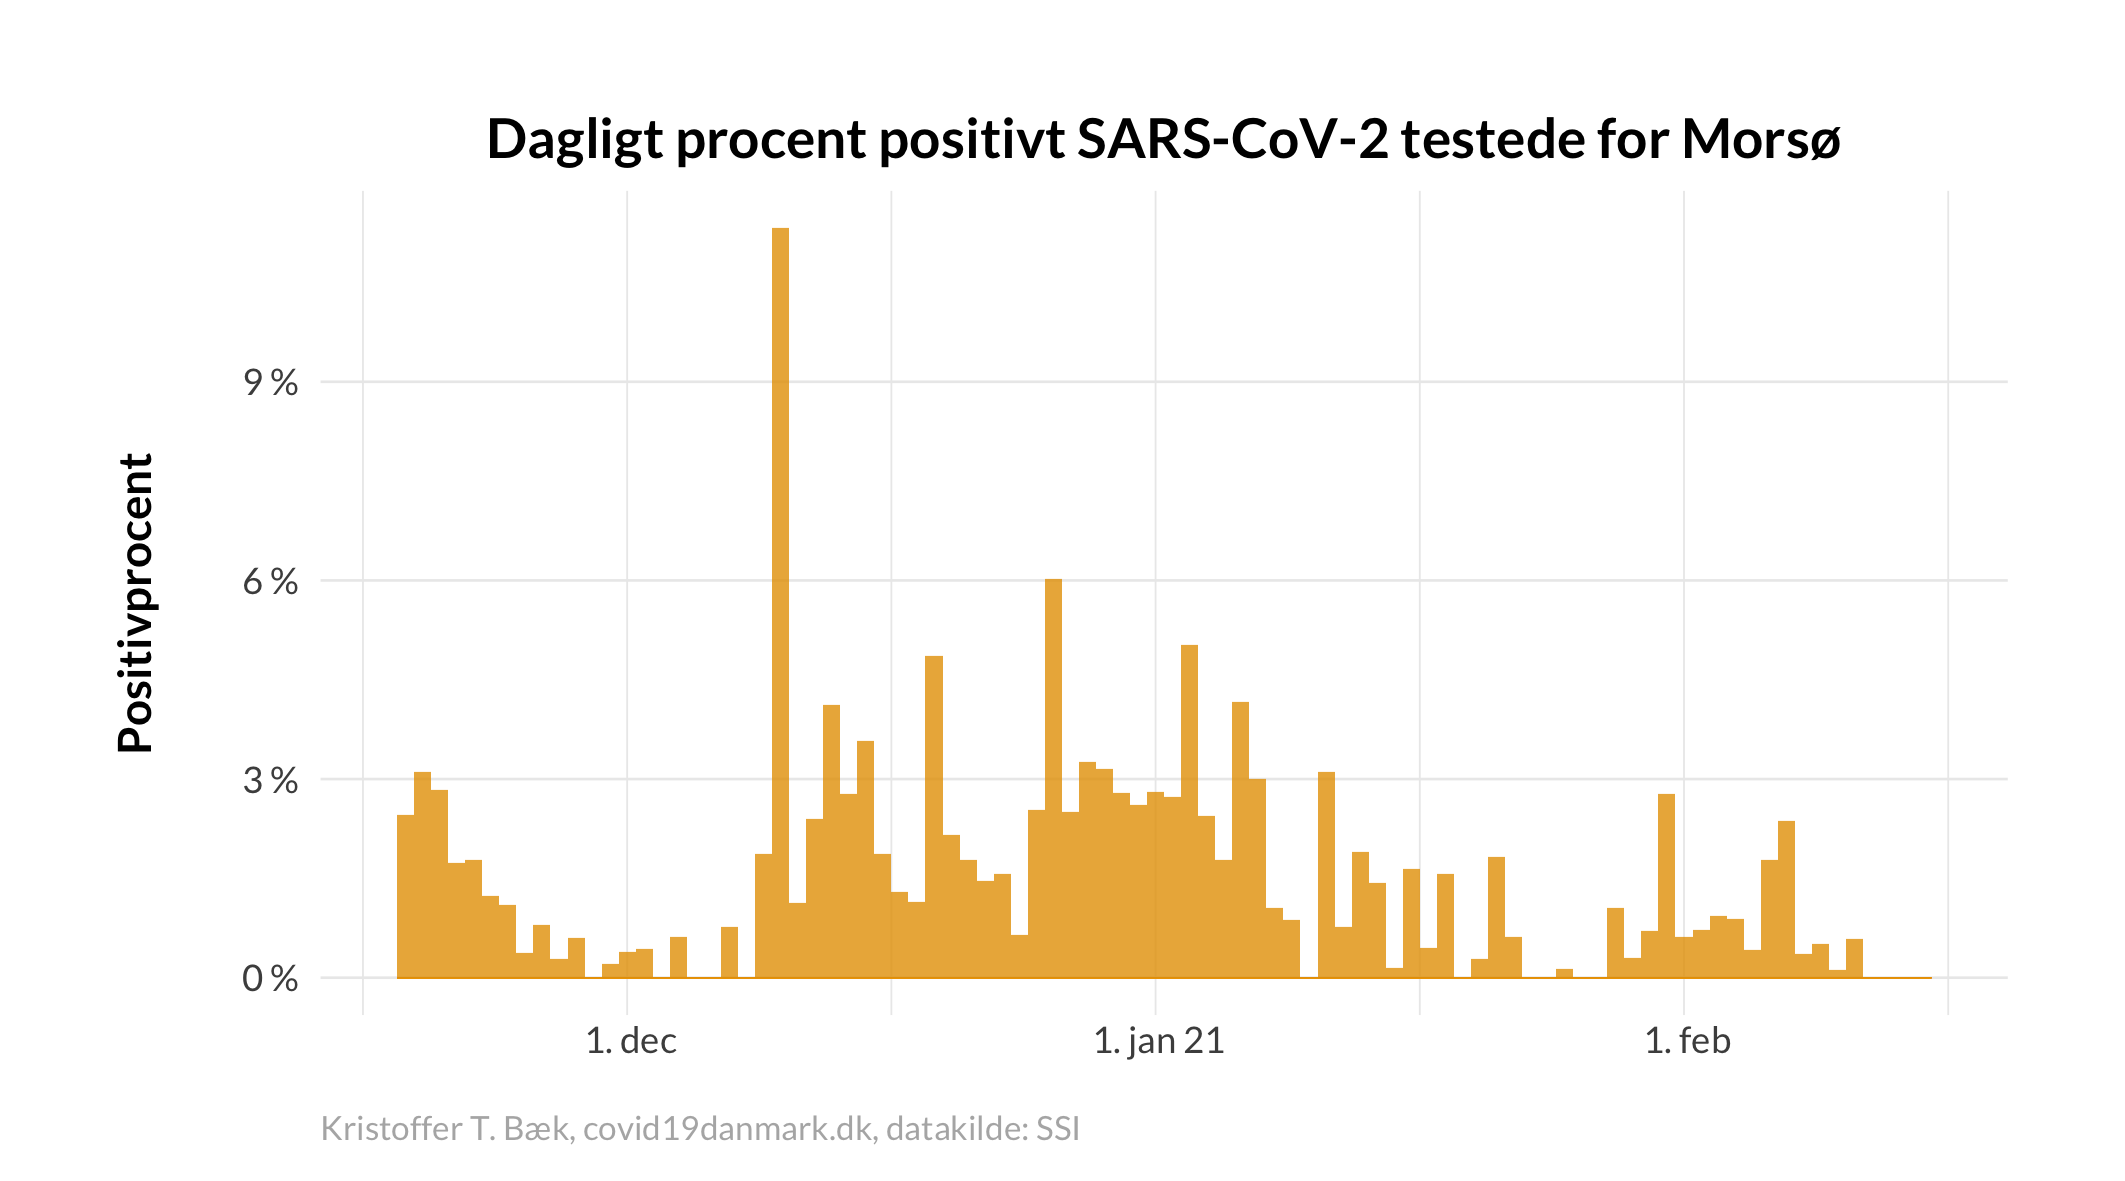 Dagligt procent positivt SARS-CoV-2 testede for Morsø
Positivprocent
9 %
6 %
3 %
0 %
1. dec
1. jan 21
1. feb
Kristoffer T. Bæk, covid19danmark.dk, datakilde: SSI